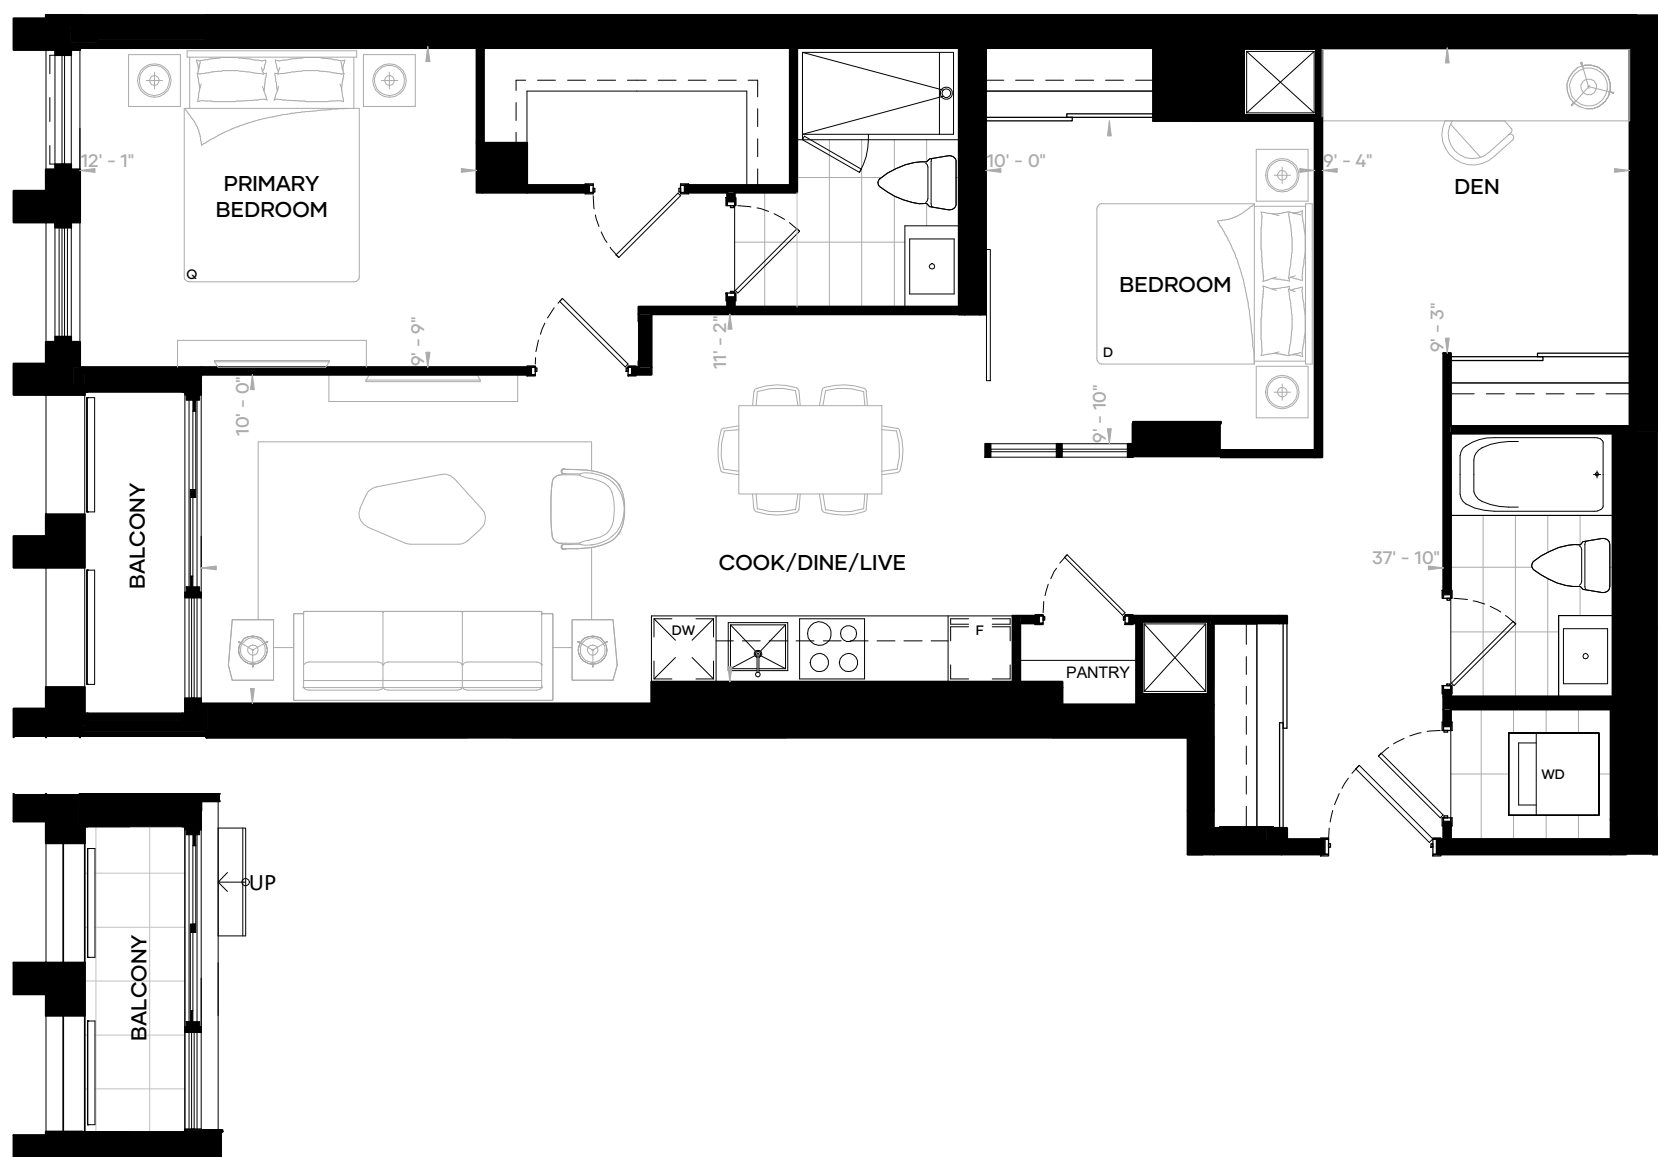 12' - 1"
PRIMARY
BEDROOM
Q
9' - 9"
10' - 0"
11' - 2"
10' - 0"
BEDROOM
D
9' - 10"
9' - 4"
DEN
9' - 3"
BALCONY
COOK/DINE/LIVE
37' - 10"
DW
F
PANTRY
WD
UP
BALCONY